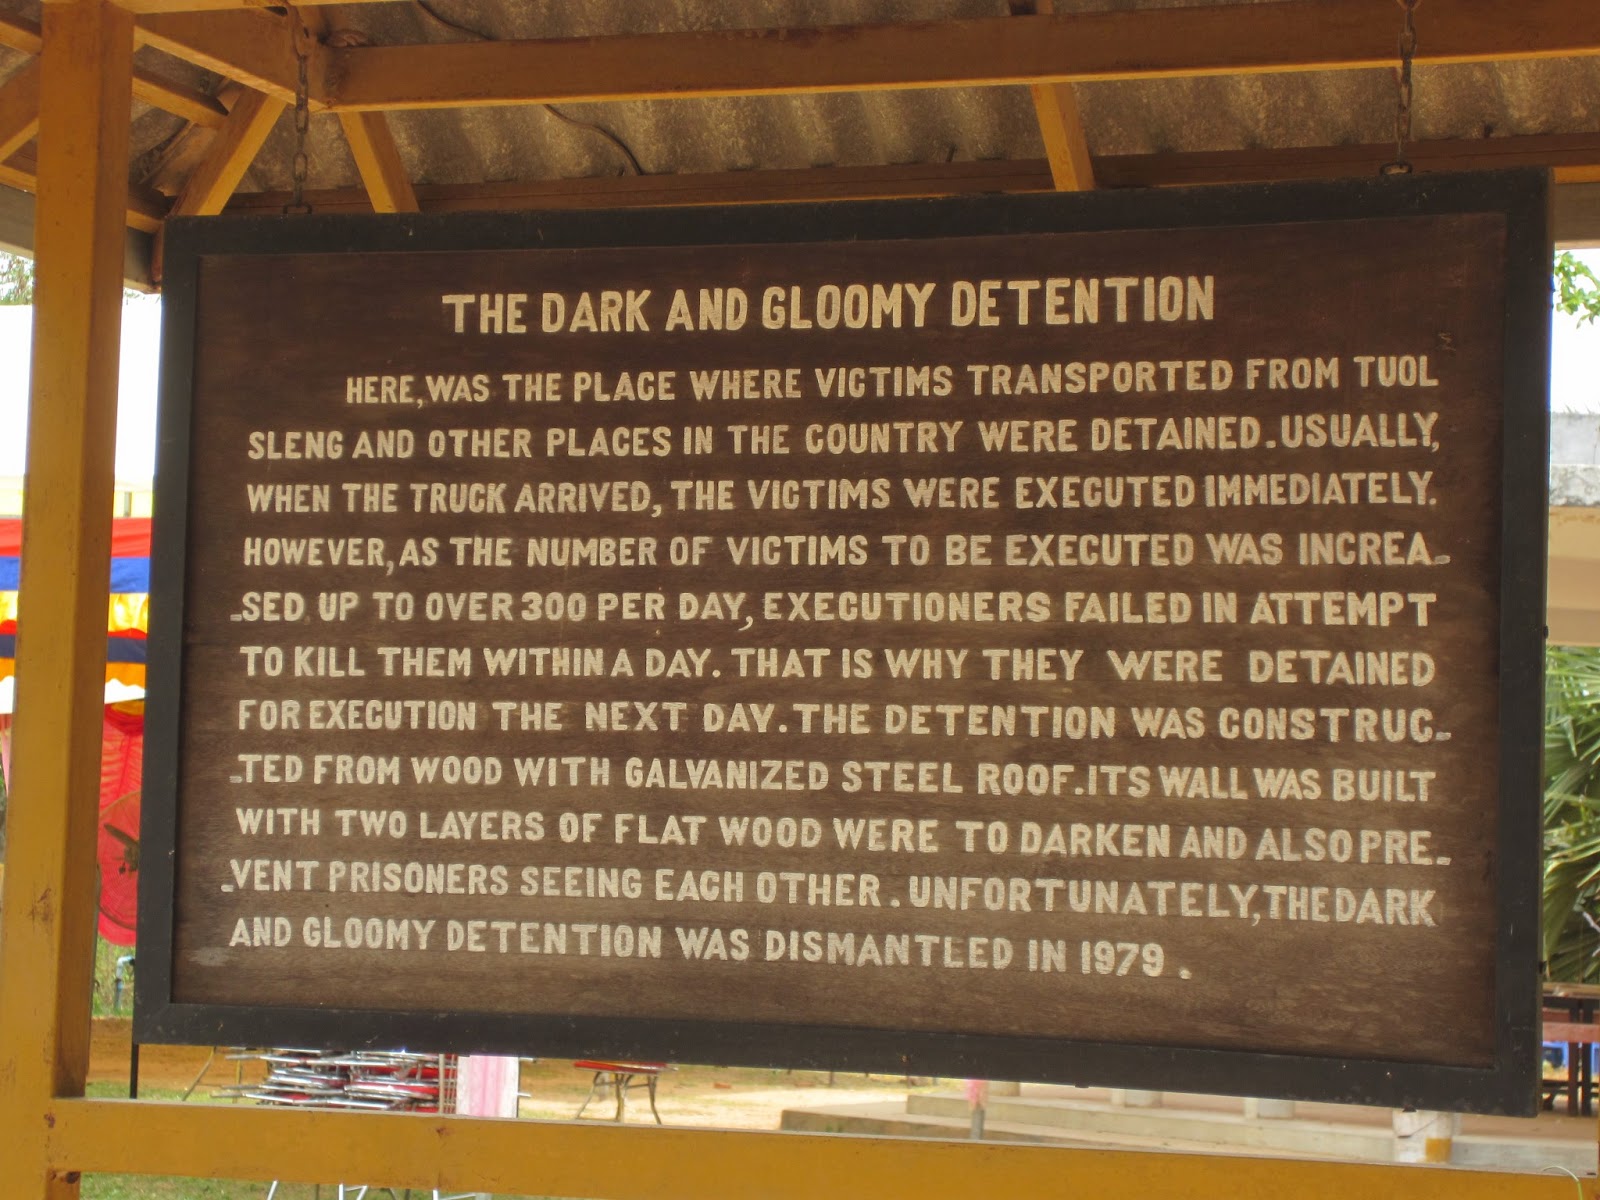 THE DARK AND GLOOMY DETENTION
HERE, WAS THE PLACE WHERE VICTIMS TRANSPORTED FROM TUOL
SLENG AND OTHER PLACES IN THE COUNTRY WERE DETAINED. USUALLY,
WHEN THE TRUCK ARRIVED, THE VICTIMS WERE EXECUTED IMMEDIATELY.
HOWEVER, AS THE NUMBER OF VICTIMS TO BE EXECUTED WAS INCREA-
-SED UP TO OVER 300 PER DAY, EXECUTIONERS FAILED IN ATTEMPT
TO KILL THEM WITHIN A DAY. THAT IS WHY THEY WERE DETAINED
FOR EXECUTION THE NEXT DAY. THE DETENTION WAS CONSTRUC-
-TED FROM WOOD WITH GALVANIZED STEEL ROOF. ITS WALL WAS BUILT
WITH TWO LAYERS OF FLAT WOOD WERE TO DARKEN AND ALSO PRE-
-VENT PRISONERS SEEING EACH OTHER. UNFORTUNATELY, THE DARK
AND GLOOMY DETENTION WAS DISMANTLED IN 1979.